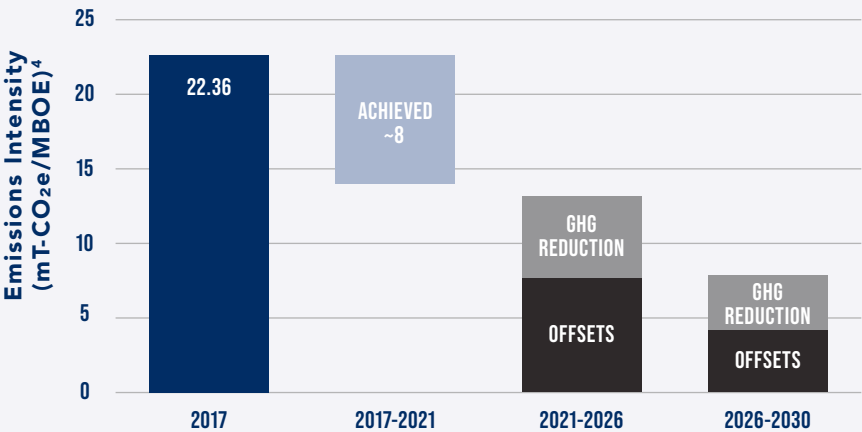 Emissions Intensity
(mT-CO₂e/MBOE)⁴
25
20
15
10
5
0
22.36
ACHIEVED
~8
GHG
REDUCTION
OFFSETS
GHG
REDUCTION
OFFSETS
2017
2017-2021
2021-2026
2026-2030